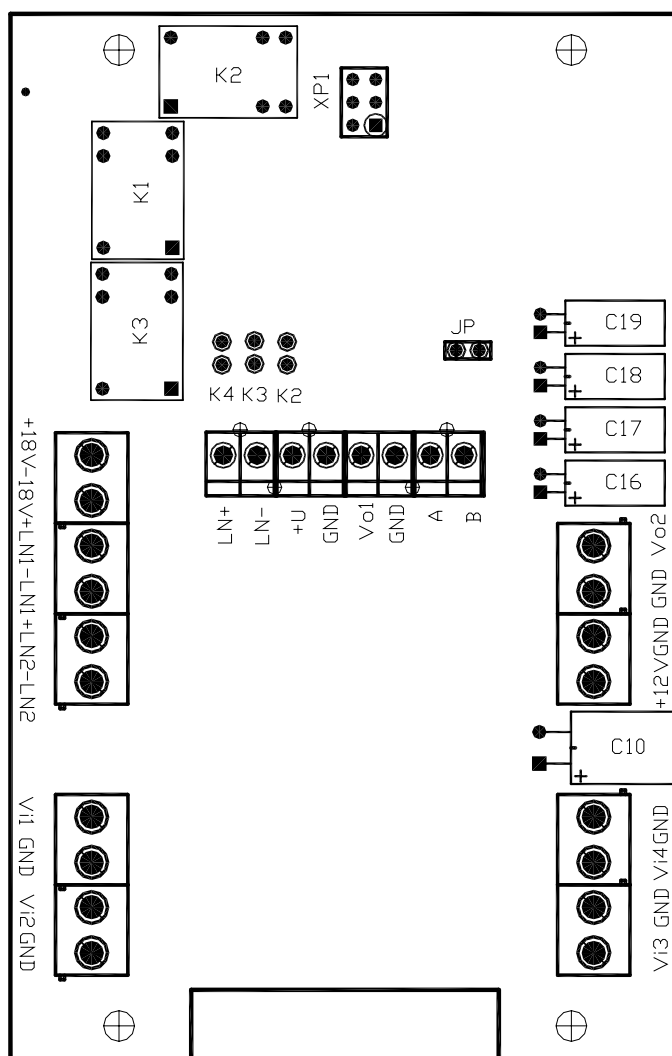 K2
XP1
K1
K3
JP
C19
C18
C17
C16
K4 K3 K2
+18V-18V+LN1-LN1+LN2-LN2
LN+
LN-
+U
GND
Vo1
GND
A
B
+12VGND GND Vo2
C10
Vi1 GND Vi2GND
Vi3 GND Vi4GND